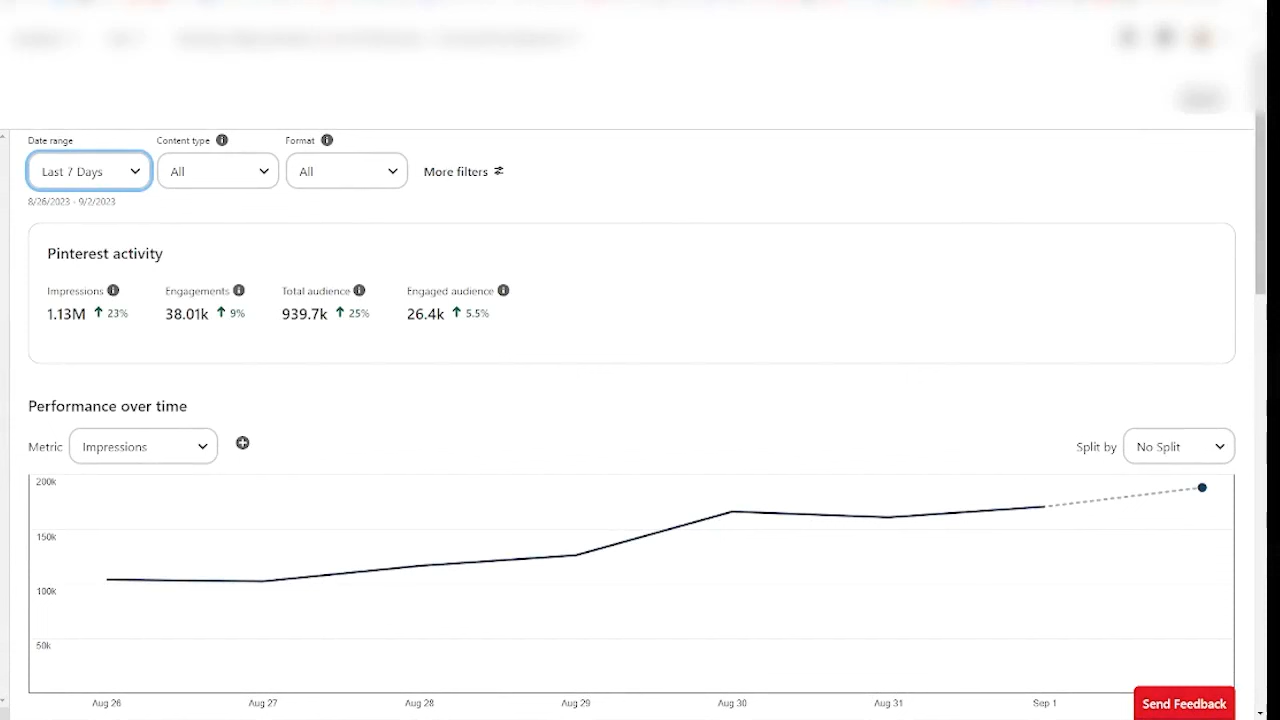 Date range Content type Format
Last 7 Days All All More filters
8/26/2023 - 9/2/2023
Pinterest activity
Impressions Engagements Total audience Engaged audience
1.13M 23% 38.01k 9% 939.7k 25% 26.4k 5.5%
Performance over time
Metric Impressions Split by No Split
200k
150k
100k
50k
Aug 26 Aug 27 Aug 28 Aug 29 Aug 30 Aug 31 Sep 1
Send Feedback